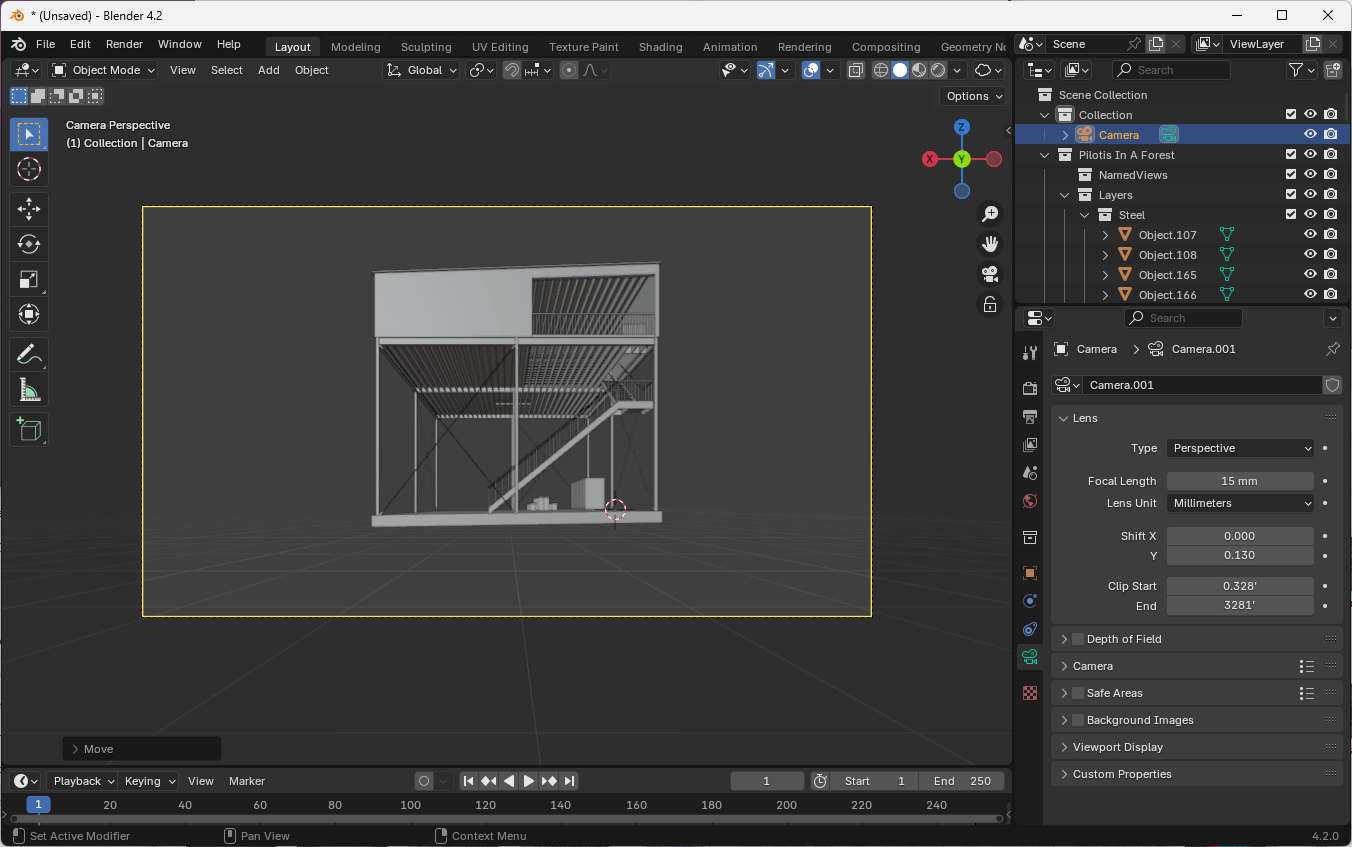 * (Unsaved) - Blender 4.2
File Edit Render Window Help Layout Modeling Sculpting UV Editing Texture Paint Shading Animation Rendering Compositing Geometry No Scene ViewLayer
Object Mode View Select Add Object Global Search
Options
Camera Perspective
(1) Collection | Camera
Z
X
Y
Scene Collection
Collection
Camera
Pilotis In A Forest
NamedViews
Layers
Steel
Object.107
Object.108
Object.165
Object.166
Search
Camera > Camera.001
Camera.001
Lens
Type Perspective
Focal Length 15 mm
Lens Unit Millimeters
Shift X 0.000
Y 0.130
Clip Start 0.328'
End 3281'
Depth of Field
Camera
Safe Areas
Background Images
Viewport Display
Custom Properties
Move
Playback Keying View Marker 1 Start 1 End 250
1 20 40 60 80 100 120 140 160 180 200 220 240
Set Active Modifier Pan View Context Menu 4.2.0